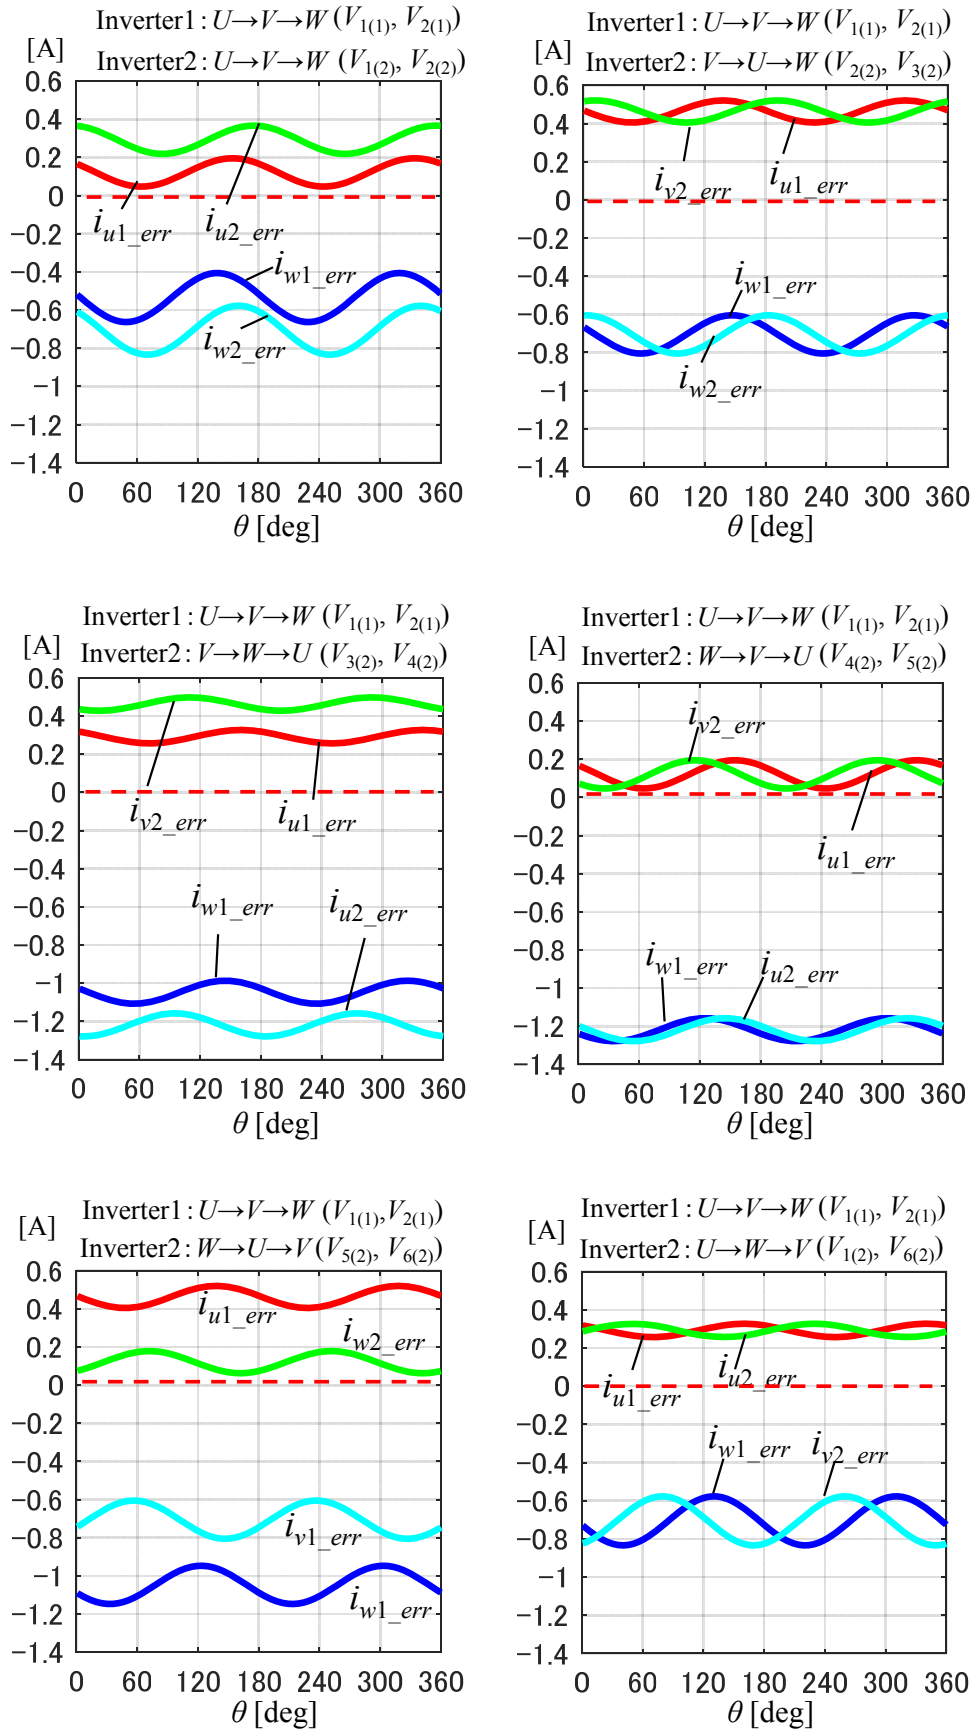 Inverter1 : U→V→W (V1(1), V2(1))
[A]
Inverter2 : U→V→W (V1(2), V2(2))
0.6
0.4
0.2
0
−0.2
−0.4
−0.6
−0.8
−1
−1.2
−1.4
iu1_err
iu2_err
iw1_err
iw2_err
0 60 120 180 240 300 360
θ [deg]
Inverter1 : U→V→W (V1(1), V2(1))
[A]
Inverter2 : V→U→W (V2(2), V3(2))
0.6
0.4
0.2
0
−0.2
−0.4
−0.6
−0.8
−1
−1.2
−1.4
iv2_err
iu1_err
iw1_err
iw2_err
0 60 120 180 240 300 360
θ [deg]
Inverter1 : U→V→W (V1(1), V2(1))
[A]
Inverter2 : V→W→U (V3(2), V4(2))
0.6
0.4
0.2
0
−0.2
−0.4
−0.6
−0.8
−1
−1.2
−1.4
iv2_err
iu1_err
iw1_err
iu2_err
0 60 120 180 240 300 360
θ [deg]
Inverter1 : U→V→W (V1(1), V2(1))
[A]
Inverter2 : W→V→U (V4(2), V5(2))
0.6
0.4
0.2
0
−0.2
−0.4
−0.6
−0.8
−1
−1.2
−1.4
iv2_err
iu1_err
iw1_err
iu2_err
0 60 120 180 240 300 360
θ [deg]
Inverter1 : U→V→W (V1(1),V2(1))
[A]
Inverter2 : W→U→V (V5(2), V6(2))
0.6
0.4
0.2
0
−0.2
−0.4
−0.6
−0.8
−1
−1.2
−1.4
iu1_err
iw2_err
iv1_err
iw1_err
0 60 120 180 240 300 360
θ [deg]
Inverter1 : U→V→W (V1(1), V2(1))
[A]
Inverter2 : U→W→V (V1(2), V6(2))
0.6
0.4
0.2
0
−0.2
−0.4
−0.6
−0.8
−1
−1.2
−1.4
iu2_err
iu1_err
iw1_err
iv2_err
0 60 120 180 240 300 360
θ [deg]